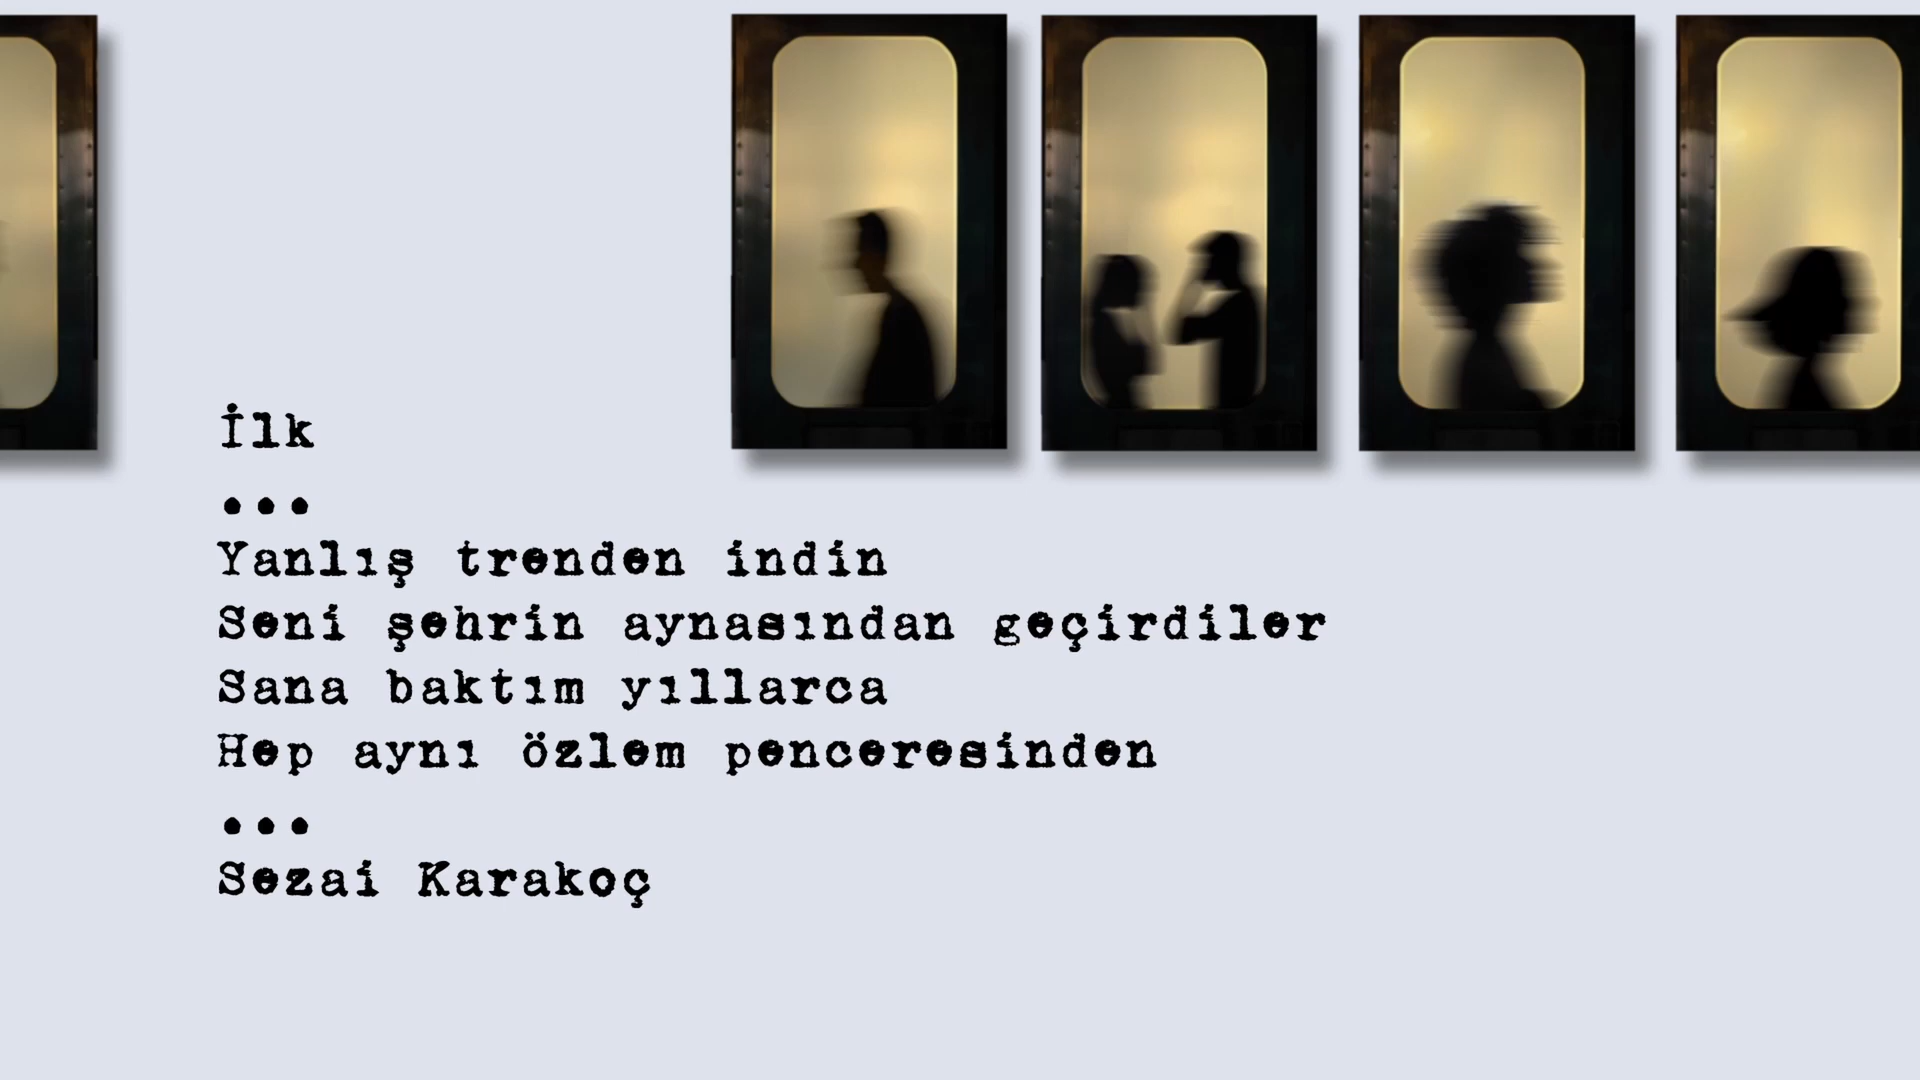 İlk
...
Yanlış trenden indin
Seni şehrin aynasından geçirdiler
Sana baktım yıllarca
Hep aynı özlem penceresinden
...
Sezai Karakoç